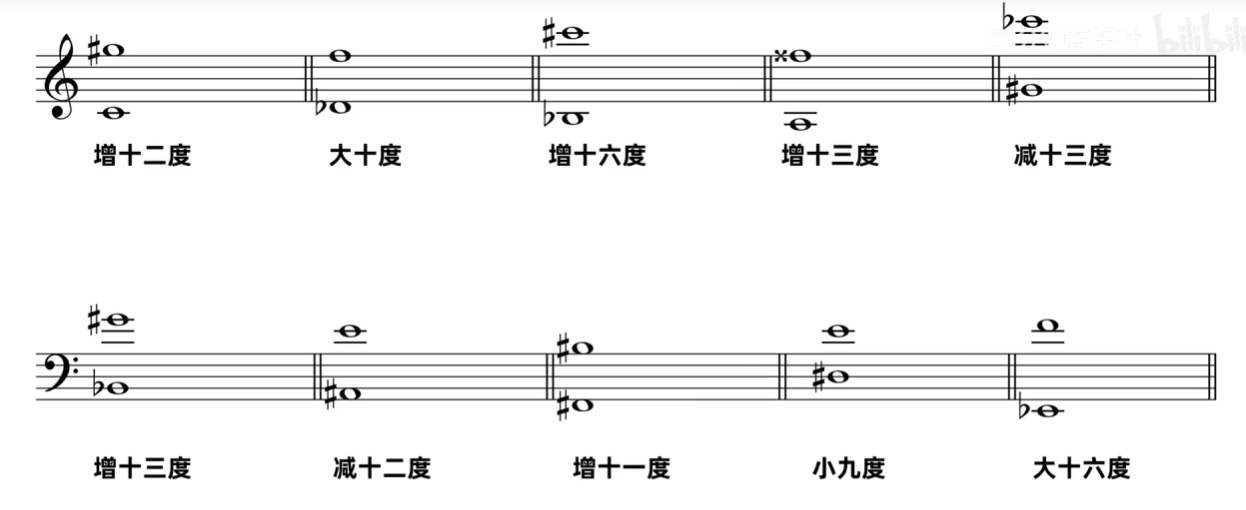 bilibili
增十二度 大十度 增十六度 增十三度 减十三度
增十三度 减十二度 增十一度 小九度 大十六度